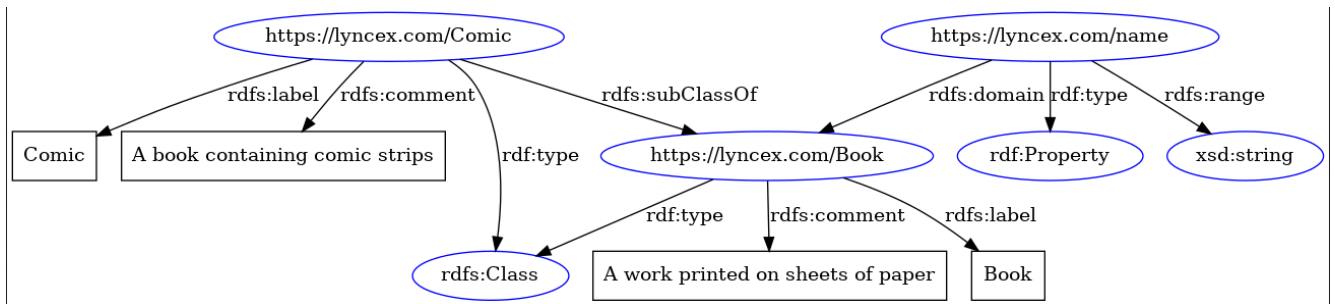 https://lyncex.com/Comic
https://lyncex.com/name
rdfs:label
rdfs:comment
rdfs:subClassOf
rdfs:domain
rdf:type
rdfs:range
Comic
A book containing comic strips
rdf:type
https://lyncex.com/Book
rdf:Property
xsd:string
rdf:type
rdfs:comment
rdfs:label
rdfs:Class
A work printed on sheets of paper
Book